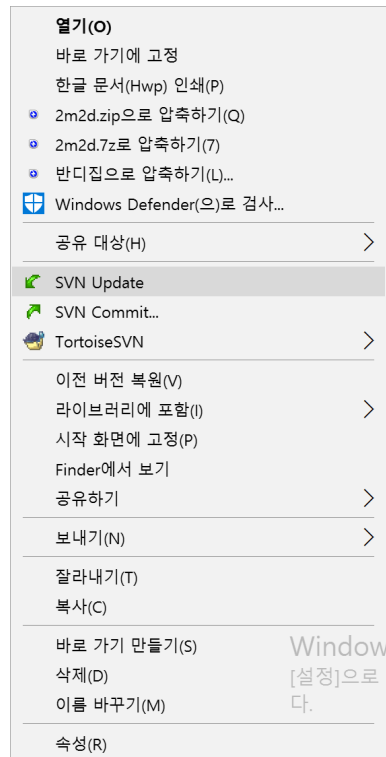 열기(O)
바로 가기에 고정
한글 문서(Hwp) 인쇄(P)
2m2d.zip으로 압축하기(Q)
2m2d.7z로 압축하기(7)
반디집으로 압축하기(L)...
Windows Defender(으)로 검사...
공유 대상(H)
SVN Update
SVN Commit...
TortoiseSVN
이전 버전 복원(V)
라이브러리에 포함(I)
시작 화면에 고정(P)
Finder에서 보기
공유하기
보내기(N)
잘라내기(T)
복사(C)
바로 가기 만들기(S)
Window
삭제(D)
[설정]으로
이름 바꾸기(M)
다.
속성(R)